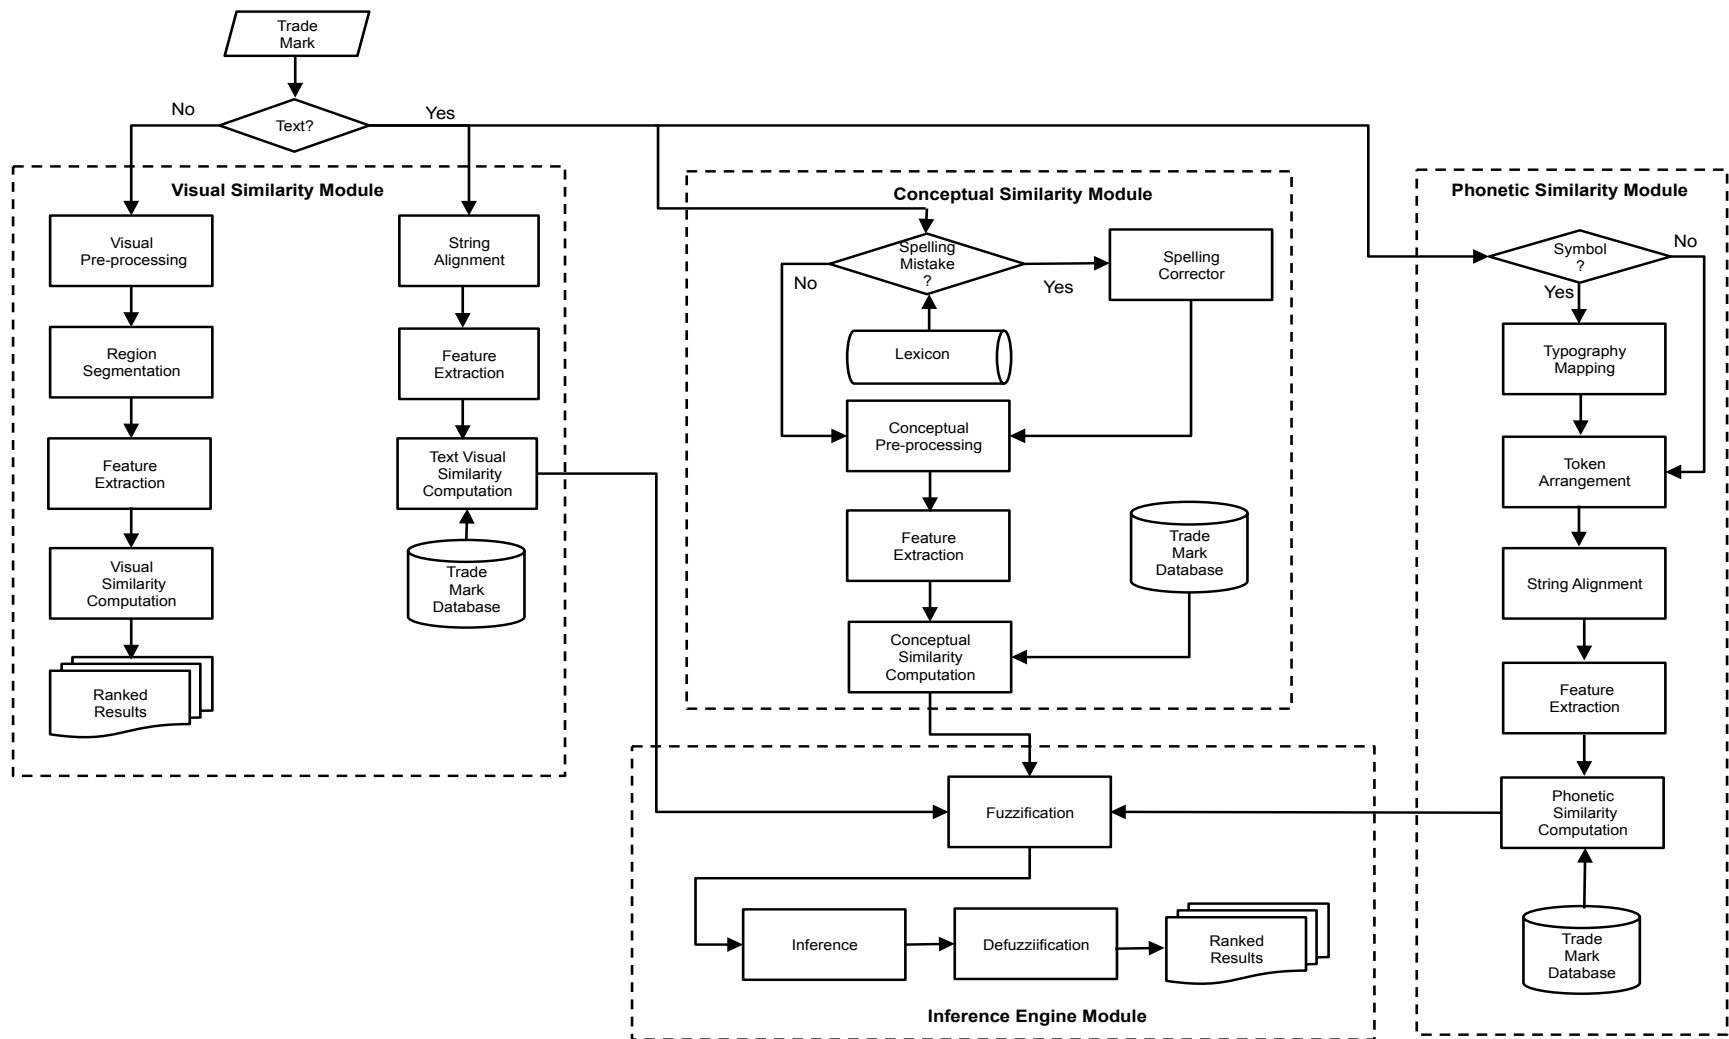 Trade
Mark
No
Text?
Yes
Visual Similarity Module
Visual
Pre-processing
Region
Segmentation
Feature
Extraction
Visual
Similarity
Computation
Ranked
Results
String
Alignment
Feature
Extraction
Text Visual
Similarity
Computation
Trade
Mark
Database
Conceptual Similarity Module
Spelling
Mistake
?
No
Yes
Spelling
Corrector
Lexicon
Conceptual
Pre-processing
Feature
Extraction
Trade
Mark
Database
Conceptual
Similarity
Computation
Phonetic Similarity Module
Symbol
?
No
Yes
Typography
Mapping
Token
Arrangement
String Alignment
Feature
Extraction
Phonetic
Similarity
Computation
Trade
Mark
Database
Fuzzification
Inference
Defuzziification
Ranked
Results
Inference Engine Module